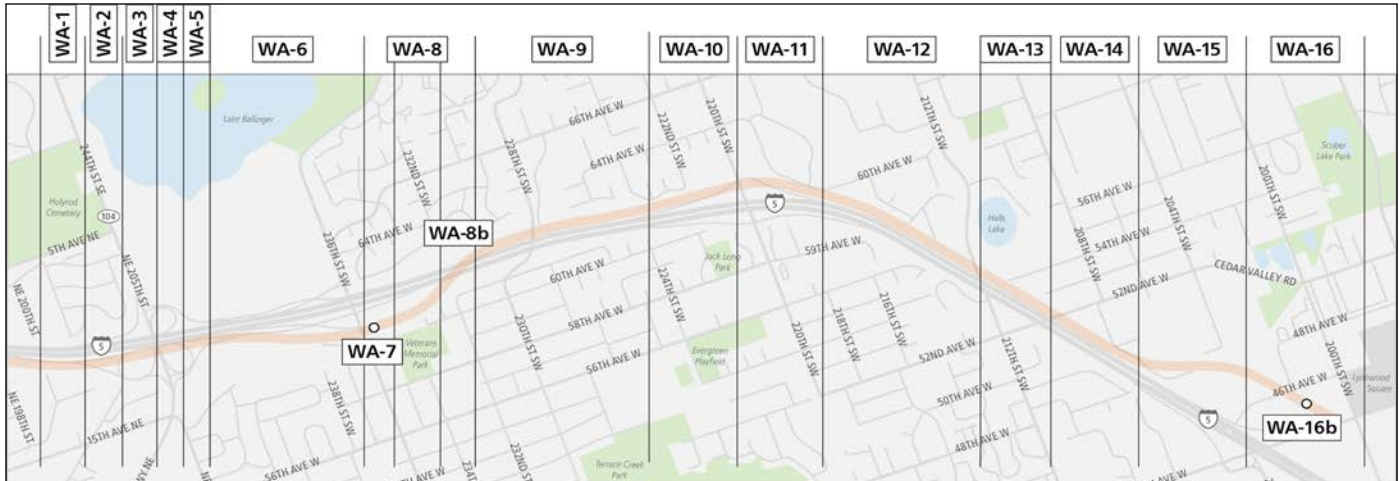 WA-1
WA-2
WA-3
WA-4
WA-5
WA-6
WA-8
WA-9
WA-10
WA-11
WA-12
WA-13
WA-14
WA-15
WA-16
Lake Ballinger
244TH ST SE
Holyrod
Cemetery
104
5TH AVE NE
NE 205TH ST.
NE 200TH ST.
5
NE 198TH ST
15TH AVE NE
WY NE
236TH ST SW
238TH ST SW
56TH AVE W
232ND ST SW
64TH AVE W
WA-8b
WA-7
Veterans
Memorial
Park
234T
228TH ST SW
66TH AVE W
64TH AVE W
60TH AVE W
58TH AVE W
56TH AVE W
230TH ST SW
232ND ST
222ND ST SW
220TH ST SW
224TH ST SW
Jack Long
Park
Evergreen
Playfield
Terrace Creek
Park
5
59TH AVE W
220TH ST SW
218TH ST SW
216TH ST SW
60TH AVE W
212TH ST SW
Halls
Lake
52ND AVE W
50TH AVE W
48TH AVE W
212TH ST SW
56TH AVE W
54TH AVE W
52ND AVE W
208TH ST SW
204TH ST SW
CEDAR VALLEY RD
200TH ST SW
Scriber
Lake Park
48TH AVE W
46TH AVE W
200TH ST SW
Lynnwood
Square
WA-16b
5